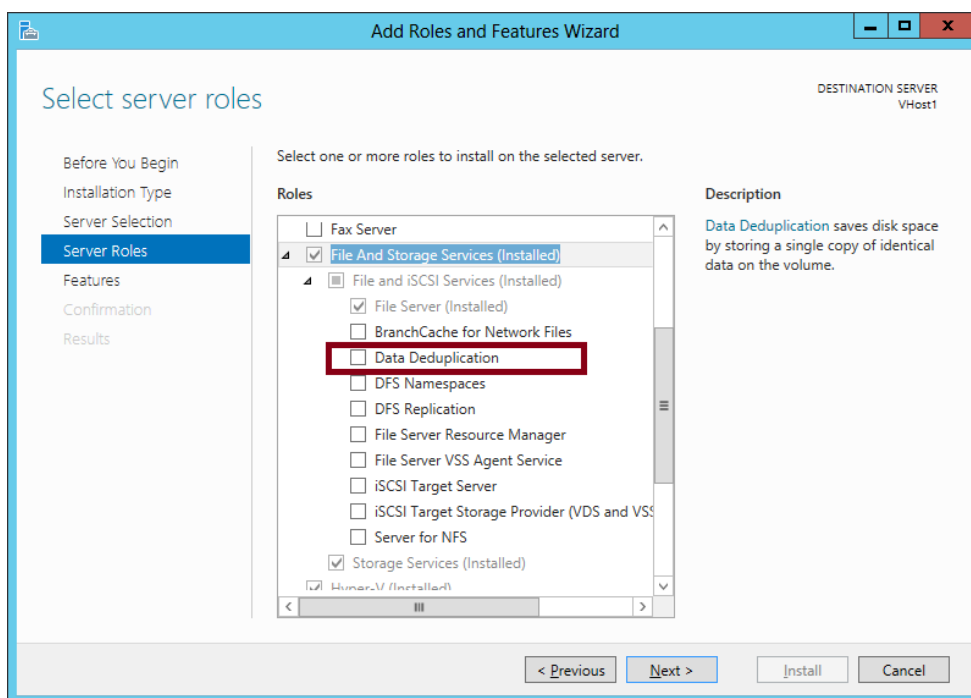 Add Roles and Features Wizard
Select server roles
DESTINATION SERVER
VHost1
Before You Begin
Installation Type
Server Selection
Server Roles
Features
Confirmation
Results
Select one or more roles to install on the selected server.
Roles
Fax Server
File And Storage Services (Installed)
File and iSCSI Services (Installed)
File Server (Installed)
BranchCache for Network Files
Data Deduplication
DFS Namespaces
DFS Replication
File Server Resource Manager
File Server VSS Agent Service
iSCSI Target Server
iSCSI Target Storage Provider (VDS and VSS
Server for NFS
Storage Services (Installed)
Hyper-V (Installed)
Description
Data Deduplication saves disk space
by storing a single copy of identical
data on the volume.
< Previous
Next >
Install
Cancel